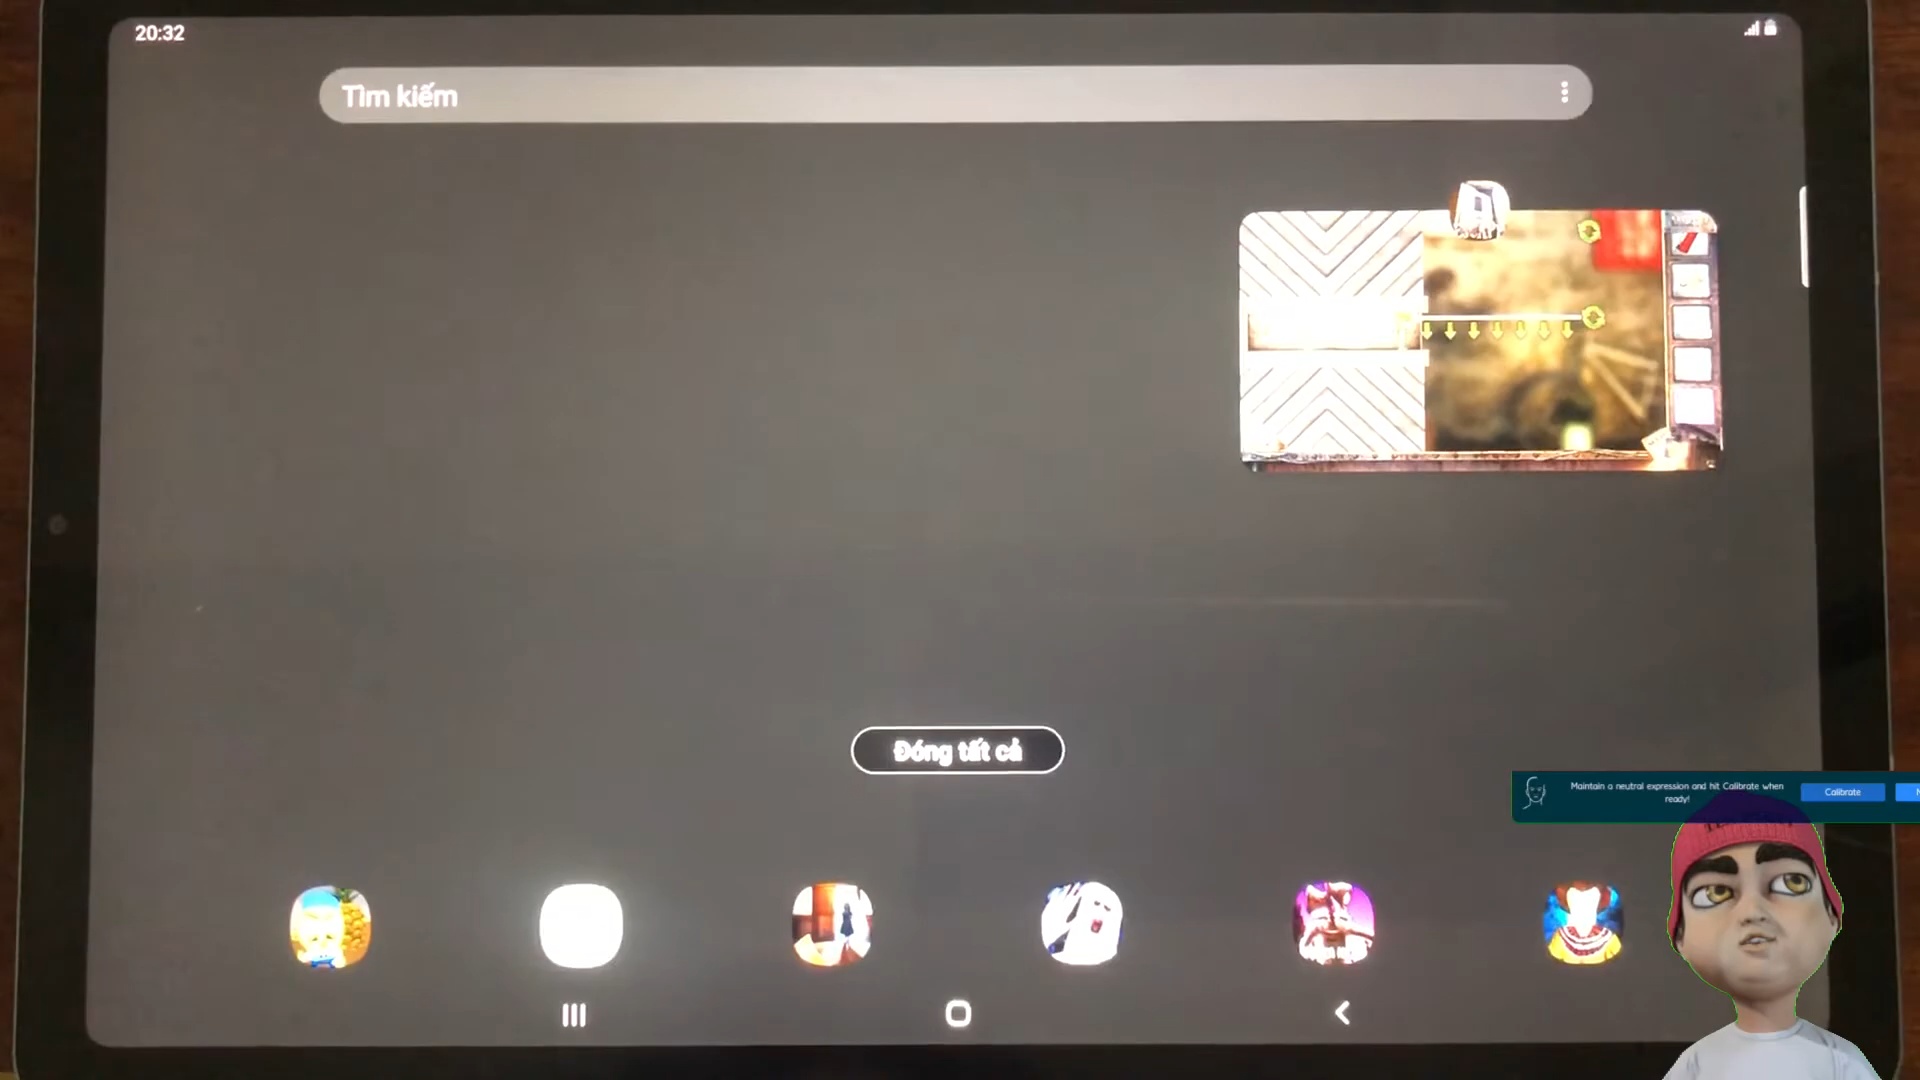 20:32
Tìm kiếm
Đóng tất cả
Maintain a neutral expression and hit Calibrate when
ready!
Calibrate